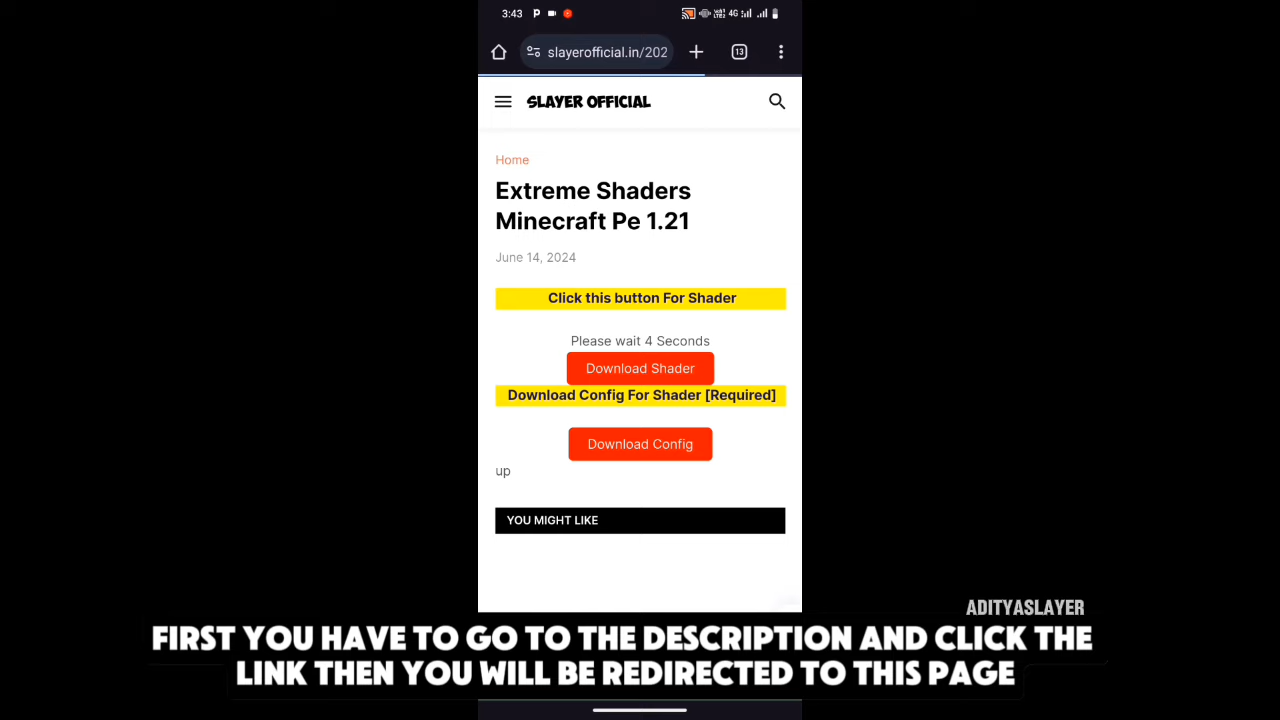 3:43
4G
slayerofficial.in/202
13
SLAYER OFFICIAL
Home
Extreme Shaders
Minecraft Pe 1.21
June 14, 2024
Click this button For Shader
Please wait 4 Seconds
Download Shader
Download Config For Shader [Required]
Download Config
up
YOU MIGHT LIKE
ADITYASLAYER
FIRST YOU HAVE TO GO TO THE DESCRIPTION AND CLICK THE
LINK THEN YOU WILL BE REDIRECTED TO THIS PAGE